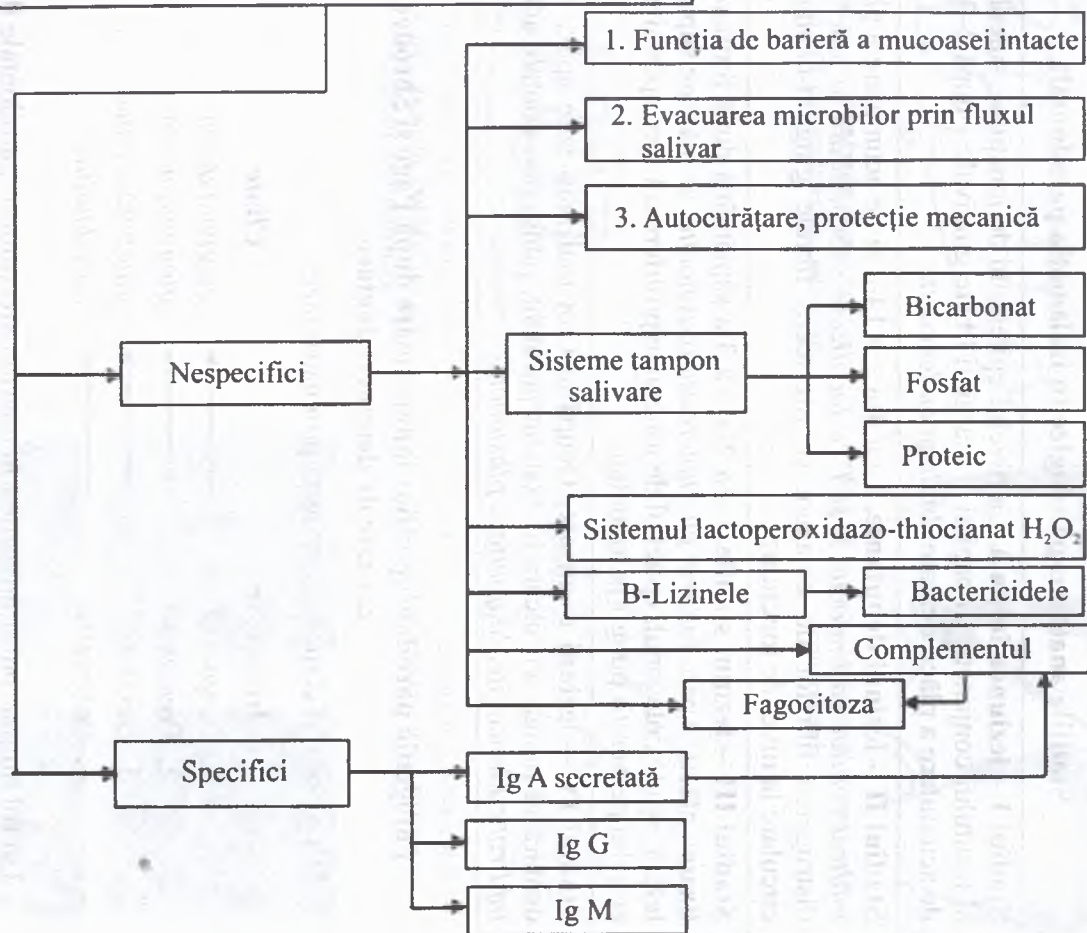 1. Funcția de barieră a mucoasei intacte
2. Evacuarea microbilor prin fluxul
salivar
3. Autocurățare, protecție mecanică
Nespecifici
Sisteme tampon
salivare
Bicarbonat
Fosfat
Proteic
Sistemul lactoperoxidazo-thiocianat H₂O₂
B-Lizinele
Bactericidele
Complementul
Fagocitoza
Specifici
Ig A secretată
Ig G
Ig M